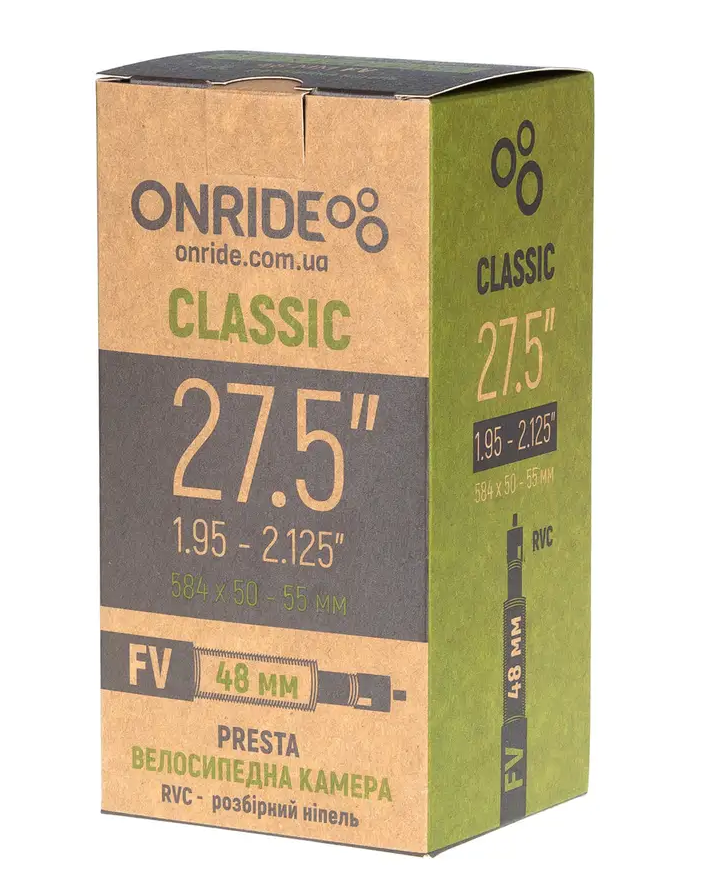 ONRIDE
onride.com.ua
CLASSIC
27.5"
1.95 - 2.125"
584 x 50 - 55 мм
FV
48 мм
PRESTA
ВЕЛОСИПЕДНА КАМЕРА
RVC - розбірний ніпель
CLASSIC
27.5"
1.95 - 2.125"
584 x 50 - 55 мм
RVC
48 мм
FV